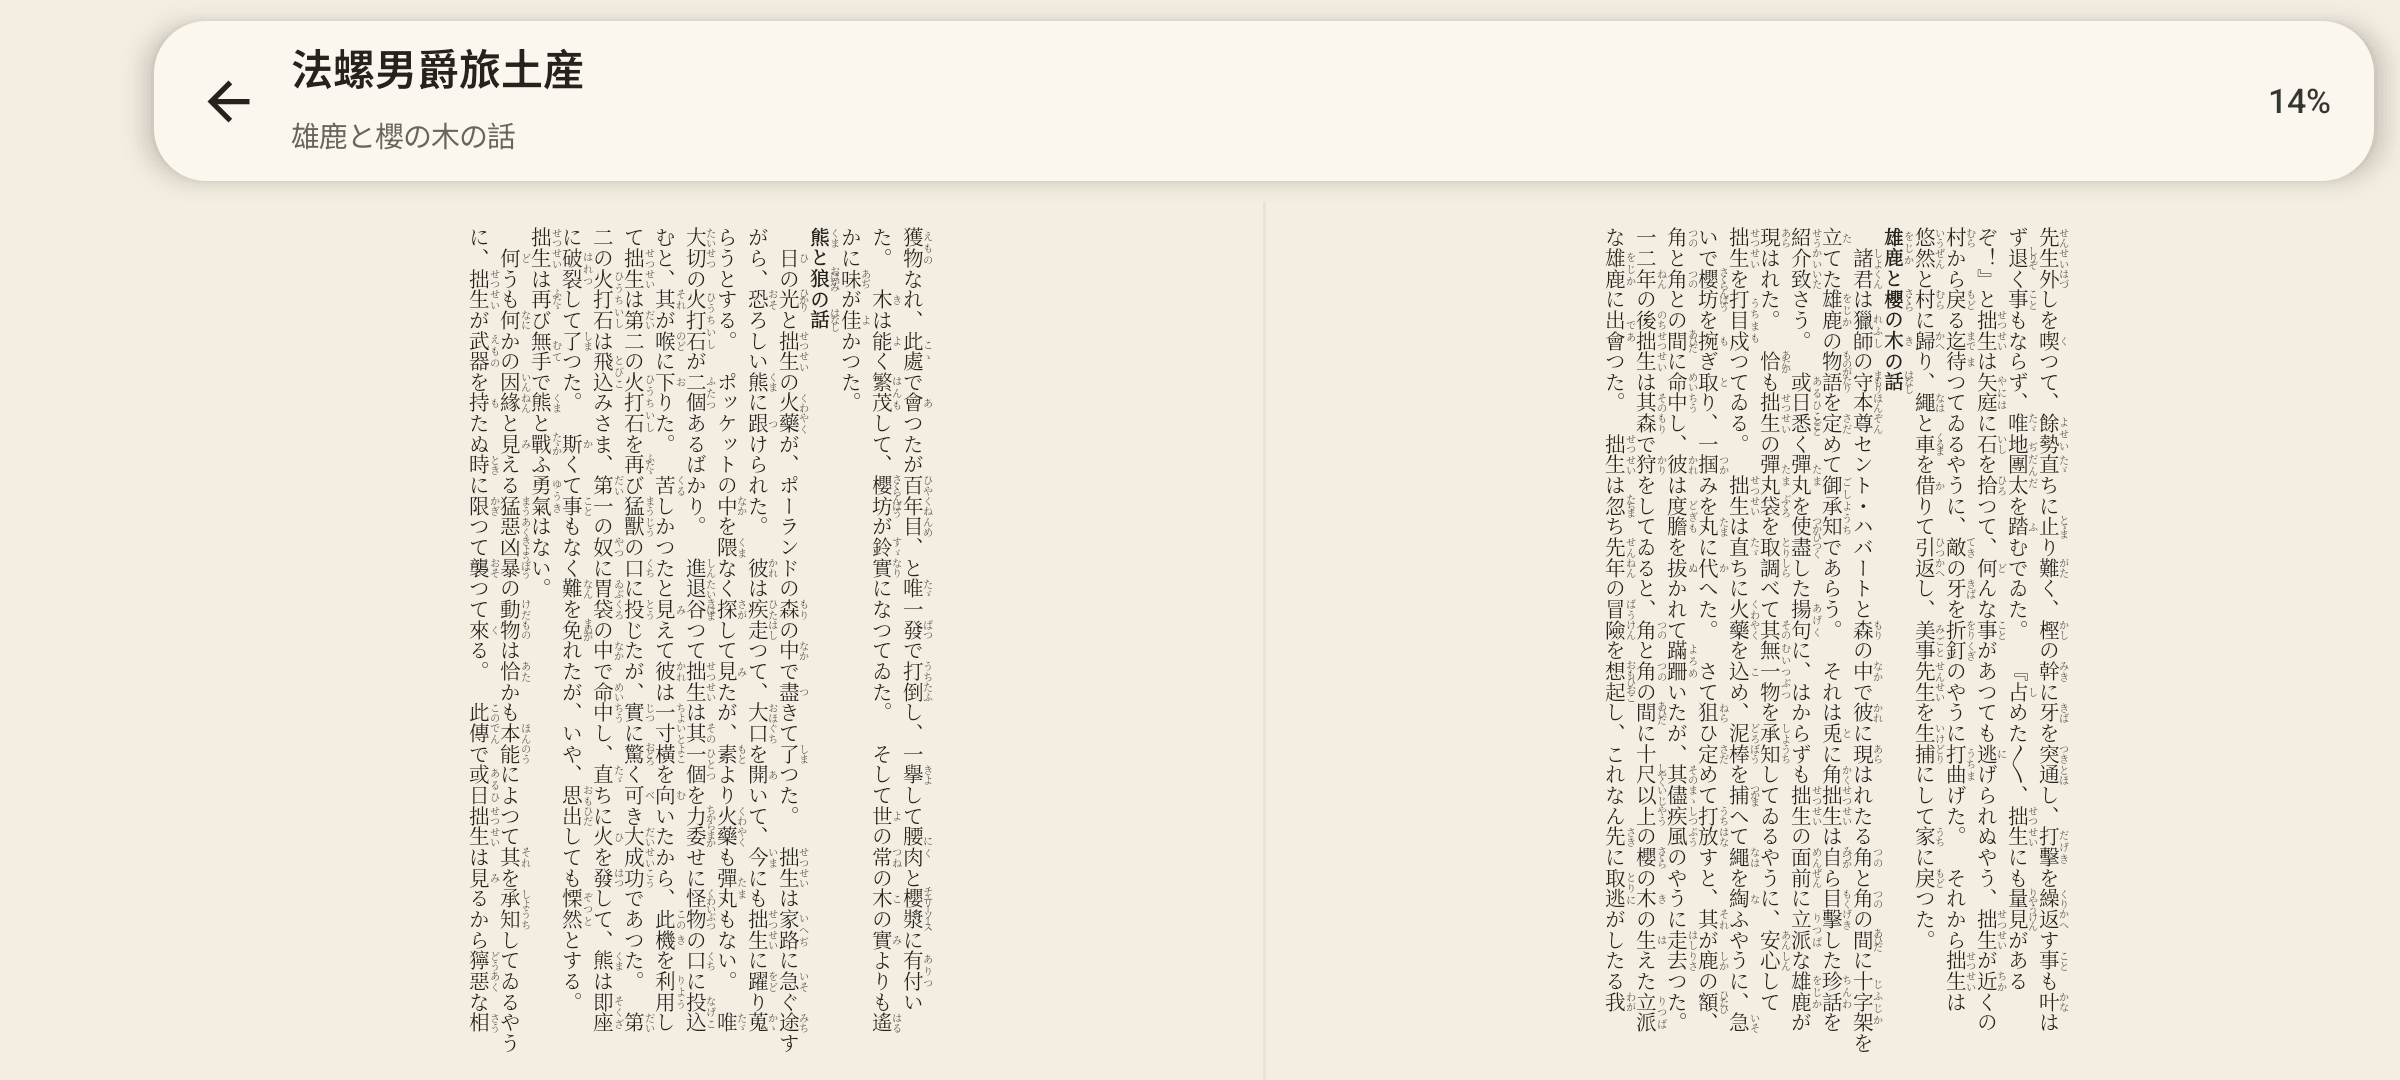 法螺男爵旅土産
雄鹿と櫻の木の話
14%
先生外しを喫つて、餘勢直ちに止り難く、樫の幹に牙を突通し、打擊を繰返す事も叶は
ず退く事もならず、唯地團太を踏むでゐた。　『占めた〱、拙生にも量見がある
ぞ！』と拙生は矢庭に石を拾つて、何んな事があつても逃げられぬやう、拙生が近くの
村から戻る迄待つてゐるやうに、敵の牙を折釘のやうに打曲げた。　それから拙生は
悠然と村に歸り、繩と車を借りて引返し、美事先生を生捕にして家に戻つた。
雄鹿と櫻の木の話
　諸君は獵師の守本尊セント・ハバートと森の中で彼に現はれたる角と角の間に十字架を
立てた雄鹿の物語を定めて御承知であらう。　それは兎に角拙生は自ら目擊した珍話を
紹介致さう。　或日悉く彈丸を使盡した揚句に、はからずも拙生の面前に立派な雄鹿が
現はれた。　恰も拙生の彈丸袋を取調べて其無一物を承知してゐるやうに、安心して
拙生を打目戍つてゐる。　拙生は直ちに火藥を込め、泥棒を捕へて繩を綯ふやうに、急
いで櫻坊を捥ぎ取り、一掴みを丸に代へた。　さて狙ひ定めて打放すと、其が鹿の額、
角と角との間に命中し、彼は度膽を拔かれて蹣跚いたが、其儘疾風のやうに走去つた。
一二年の後拙生は其森で狩をしてゐると、角と角の間に十尺以上の櫻の木の生えた立派
な雄鹿に出會つた。　拙生は忽ち先年の冒險を想起し、これなん先に取逃がしたる我
獲物なれ、此處で會つたが百年目、と唯一發で打倒し、一擧して腰肉と櫻漿に有付い
た。　木は能く繁茂して、櫻坊が鈴實になつてゐた。　そして世の常の木の實よりも遙
かに味が佳かつた。
熊と狼の話
　日の光と拙生の火藥が、ポーランドの森の中で盡きて了つた。　拙生は家路に急ぐ途す
がら、恐ろしい熊に跟けられた。　彼は疾走つて、大口を開いて、今にも拙生に躍り蒐
らうとする。　ポッケットの中を隈なく探して見たが、素より火藥も彈丸もない。　唯
大切の火打石が二個あるばかり。　進退谷つて拙生は其一個を力委せに怪物の口に投込
むと、其が喉に下りた。　苦しかつたと見えて彼は一寸橫を向いたから、此機を利用し
て拙生は第二の火打石を再び猛獸の口に投じたが、實に驚く可き大成功であつた。　第
二の火打石は飛込みさま、第一の奴に胃袋の中で命中し、直ちに火を發して、熊は即座
に破裂して了つた。　斯くて事もなく難を免れたが、いや、思出しても慄然とする。
拙生は再び無手で熊と戰ふ勇氣はない。
　何うも何かの因緣と見える猛惡凶暴の動物は恰かも本能によつて其を承知してゐるやう
に、拙生が武器を持たぬ時に限つて襲つて來る。　此傳で或日拙生は見るから獰惡な相